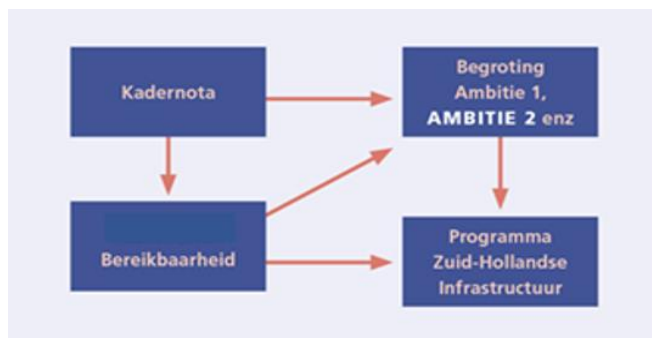 Kadernota
Begroting
Ambitie 1,
AMBITIE 2 enz
Bereikbaarheid
Programma
Zuid-Hollandse
Infrastructuur